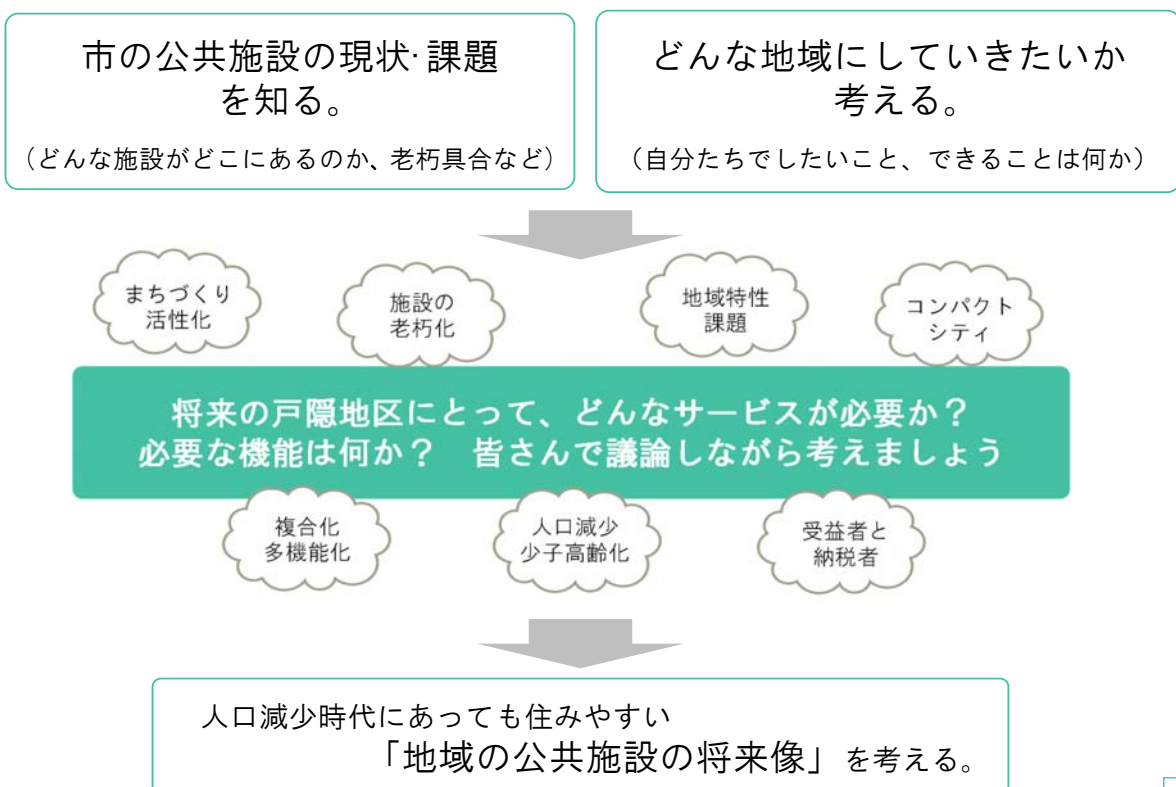 市の公共施設の現状･課題
を知る。
（どんな施設がどこにあるのか、老朽具合など）
どんな地域にしていきたいか
考える。
（自分たちでしたいこと、できることは何か）
まちづくり
活性化
施設の
老朽化
地域特性
課題
コンパクト
シティ
将来の戸隠地区にとって、どんなサービスが必要か？
必要な機能は何か？　皆さんで議論しながら考えましょう
複合化
多機能化
人口減少
少子高齢化
受益者と
納税者
人口減少時代にあっても住みやすい
「地域の公共施設の将来像」を考える。